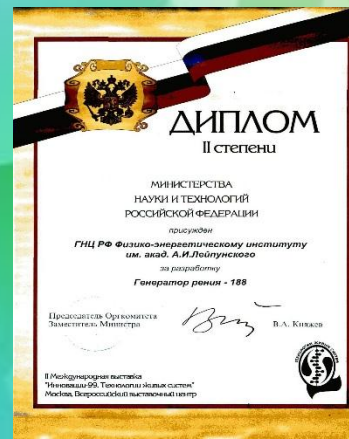 ДИПЛОМ
II степени
МИНИСТЕРСТВА
НАУКИ И ТЕХНОЛОГИЙ
РОССИЙСКОЙ ФЕДЕРАЦИИ
присужден
ГНЦ РФ Физико-энергетическому институту
им. акад. А.И.Лейпунского
за разработку
Генератор рения - 188
Председатель Оргкомитета
Заместитель Министра
В.А. Князев
II Международная выставка
"Инновации-99. Технологии живых систем"
Москва, Всероссийский выставочный центр